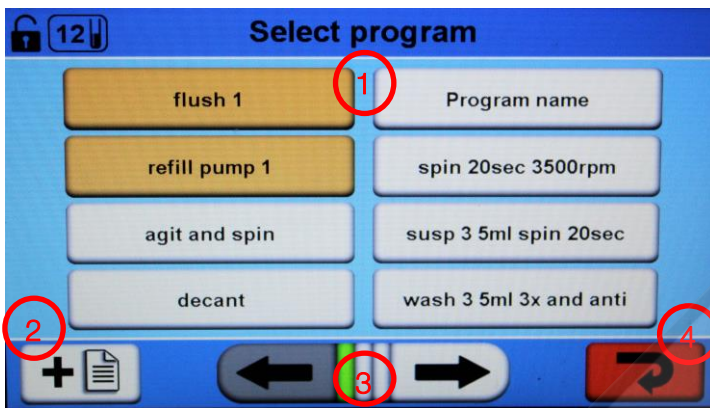 12
Select program
1
flush 1
Program name
refill pump 1
spin 20sec 3500rpm
agit and spin
susp 3 5ml spin 20sec
decant
wash 3 5ml 3x and anti
2
3
4